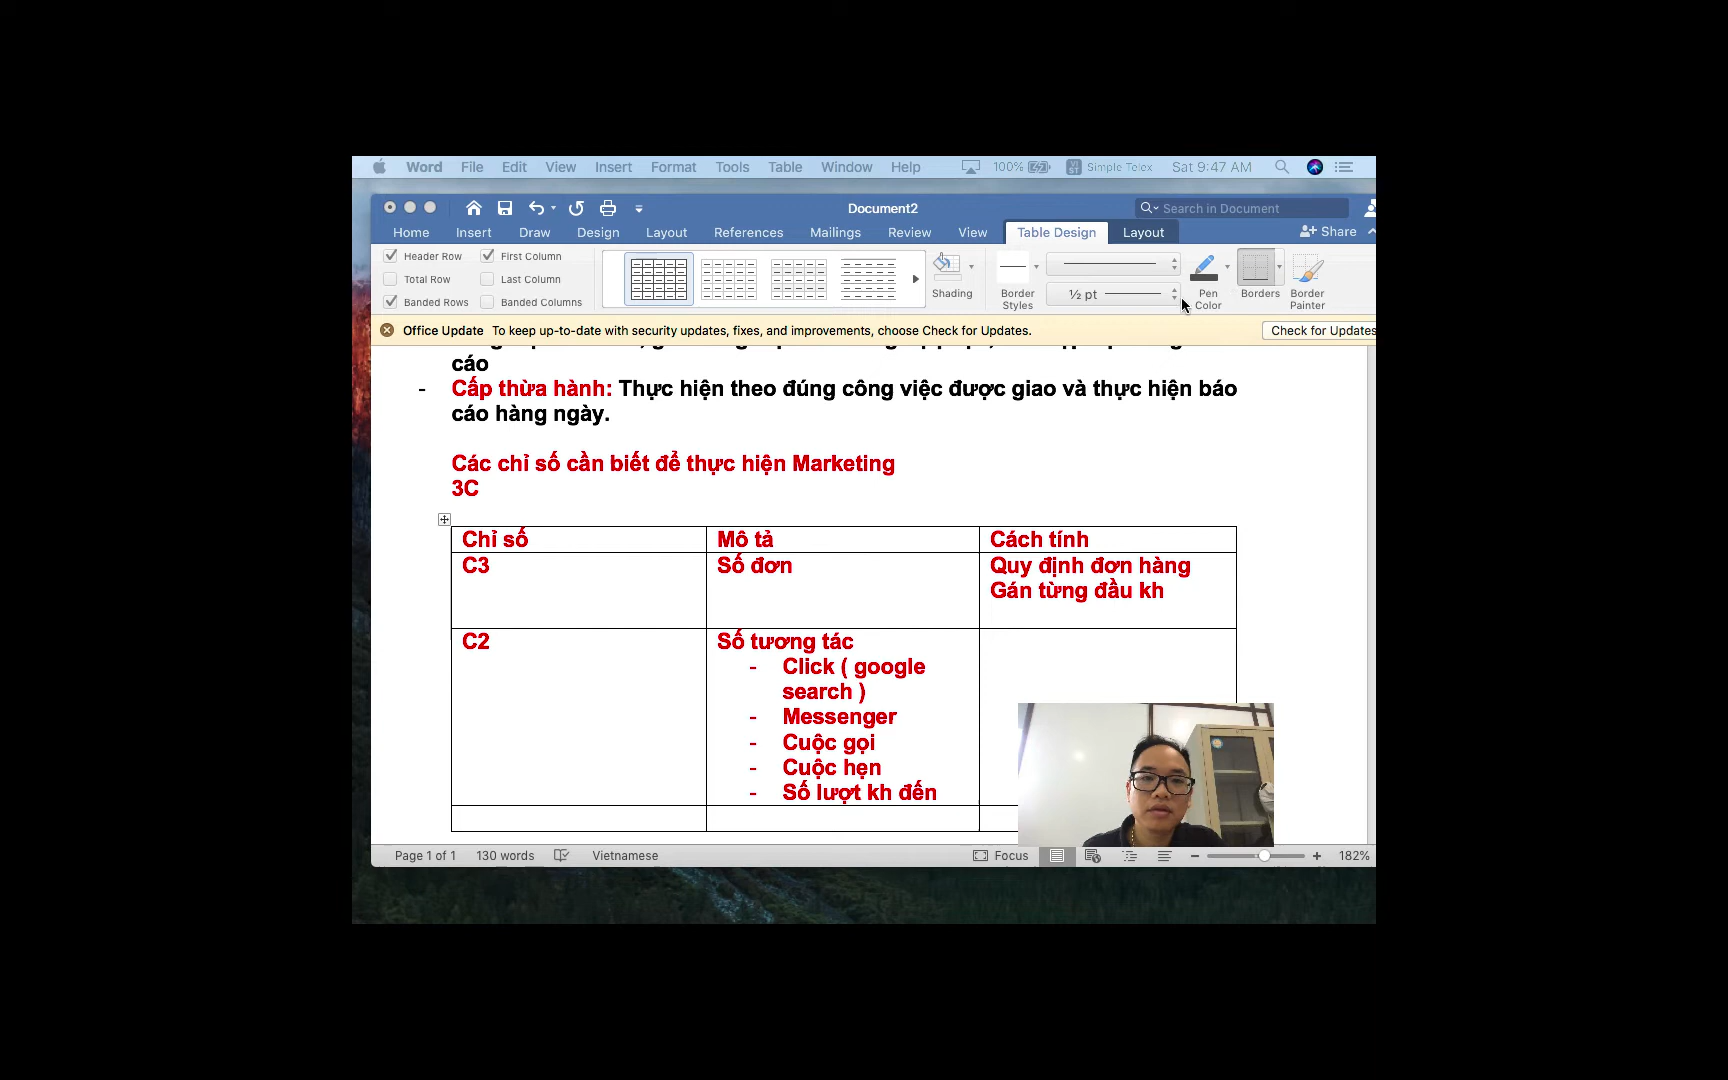 Word File Edit View Insert Format Tools Table Window Help 100% Simple Telex Sat 9:47 AM
Document2 Search in Document
Home Insert Draw Design Layout References Mailings Review View Table Design Layout Share
Header Row First Column
Total Row Last Column
Banded Rows Banded Columns
Shading
Border Styles
½ pt
Pen Color
Borders
Border Painter
Office Update To keep up-to-date with security updates, fixes, and improvements, choose Check for Updates. Check for Updates
cáo
- Cấp thừa hành: Thực hiện theo đúng công việc được giao và thực hiện báo
cáo hàng ngày.
Các chỉ số cần biết để thực hiện Marketing
3C
Chỉ số Mô tả Cách tính
C3 Số đơn Quy định đơn hàng
Gán từng đầu kh
C2 Số tương tác
- Click ( google
search )
- Messenger
- Cuộc gọi
- Cuộc hẹn
- Số lượt kh đến
Page 1 of 1 130 words Vietnamese Focus 182%